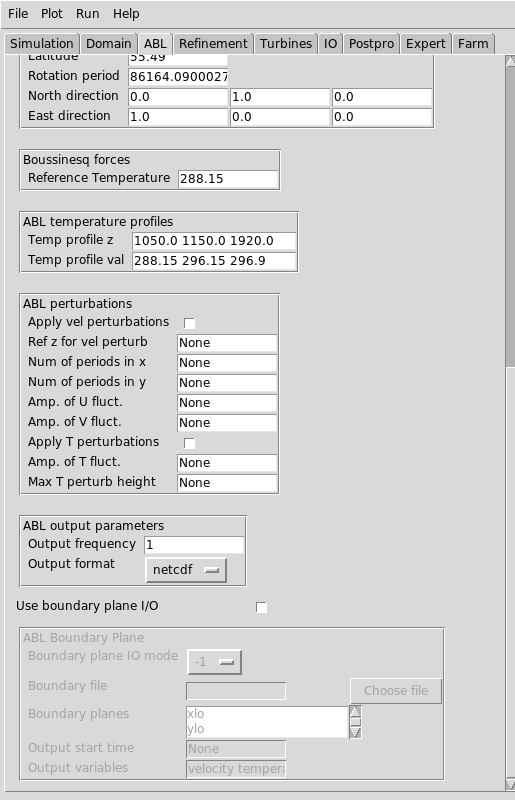 File Plot Run Help
Simulation Domain ABL Refinement Turbines IO Postpro Expert Farm
Latitude 55.49
Rotation period 86164.0900027
North direction 0.0 1.0 0.0
East direction 1.0 0.0 0.0
Boussinesq forces
Reference Temperature 288.15
ABL temperature profiles
Temp profile z 1050.0 1150.0 1920.0
Temp profile val 288.15 296.15 296.9
ABL perturbations
Apply vel perturbations
Ref z for vel perturb None
Num of periods in x None
Num of periods in y None
Amp. of U fluct. None
Amp. of V fluct. None
Apply T perturbations
Amp. of T fluct. None
Max T perturb height None
ABL output parameters
Output frequency 1
Output format netcdf
Use boundary plane I/O
ABL Boundary Plane
Boundary plane IO mode -1
Boundary file Choose file
Boundary planes xlo
ylo
Output start time None
Output variables velocity tempera